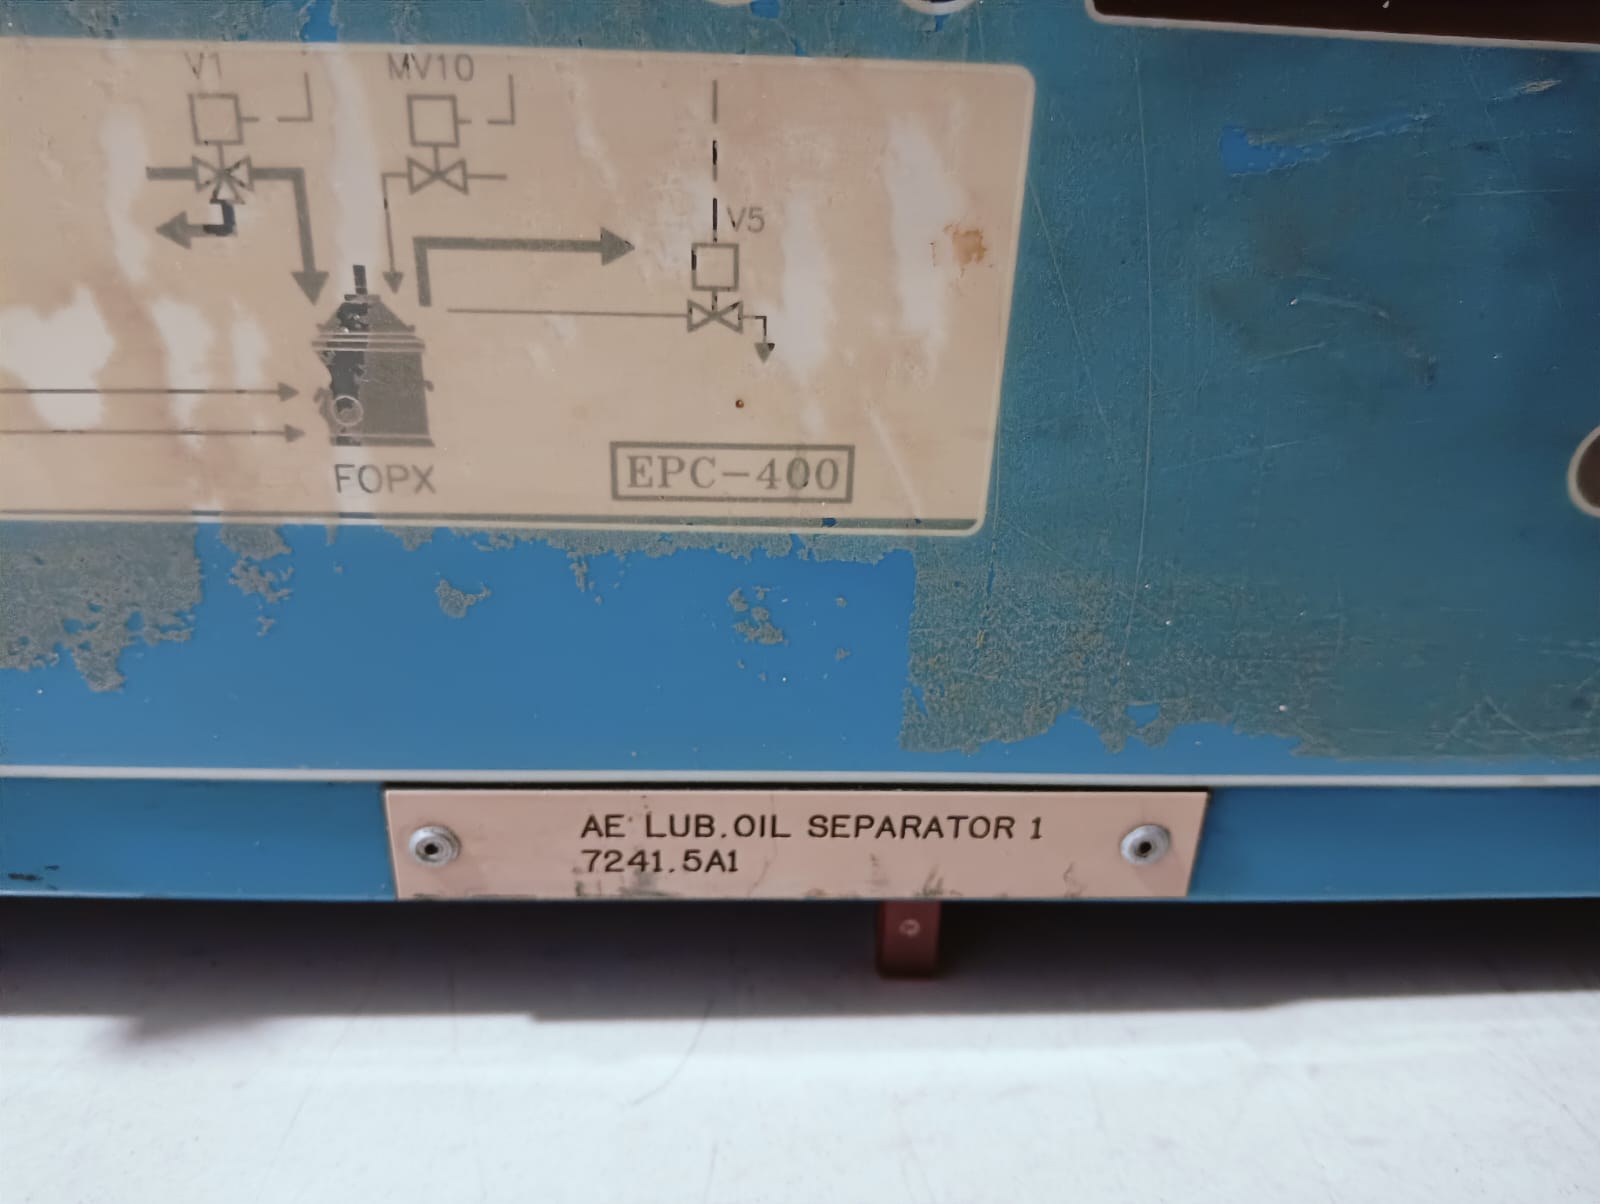 V1
MV10
V5
FOPX
EPC-400
AE LUB.OIL SEPARATOR 1
7241.5A1